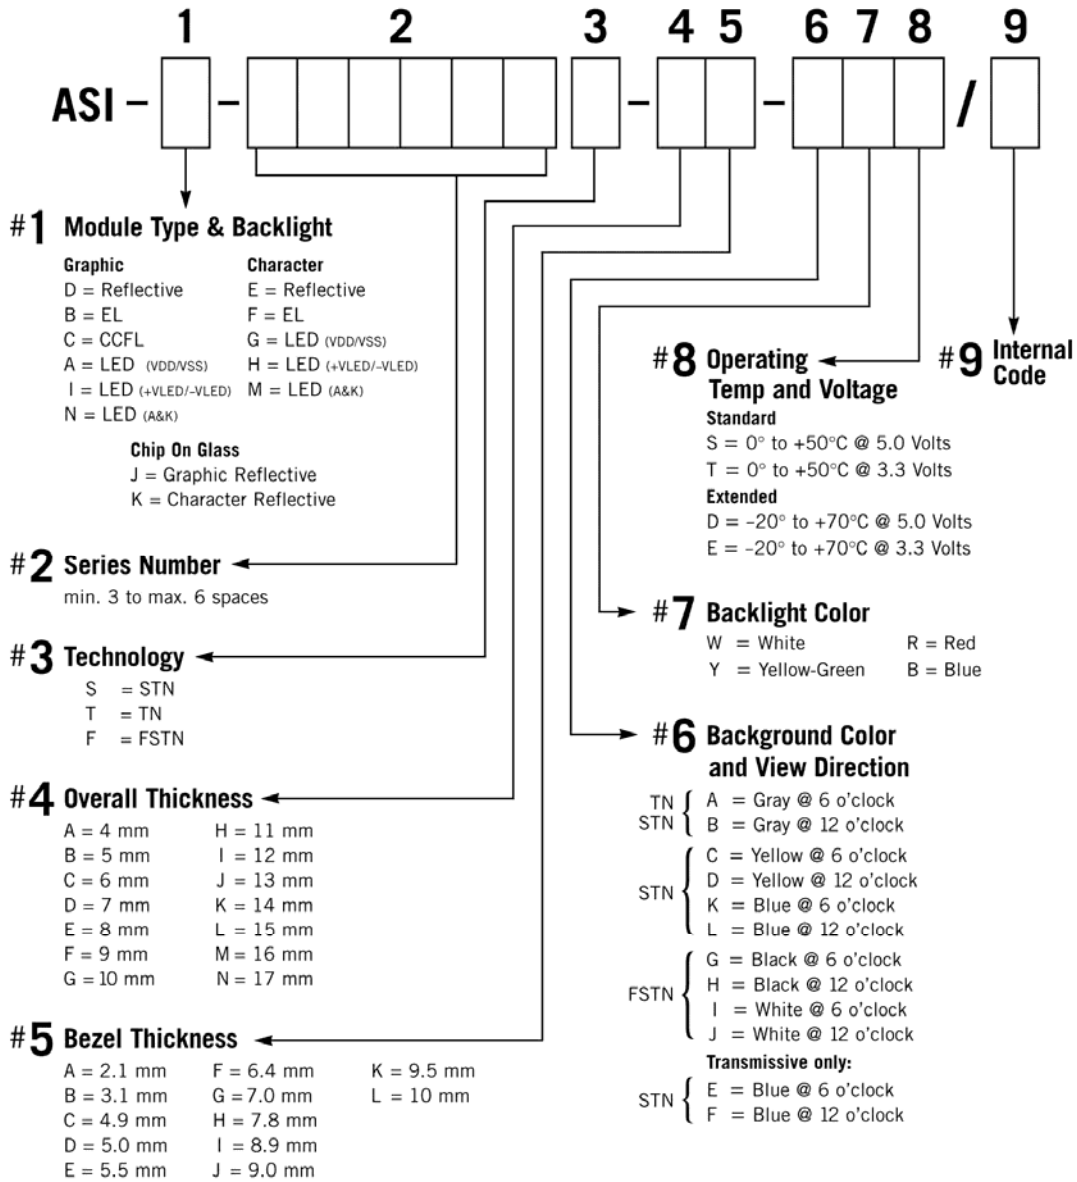 1 2 3 4 5 6 7 8 9
ASI – – – – /
#1 Module Type & Backlight
Graphic
D = Reflective
B = EL
C = CCFL
A = LED (VDD/VSS)
I = LED (+VLED/–VLED)
N = LED (A&K)
Character
E = Reflective
F = EL
G = LED (VDD/VSS)
H = LED (+VLED/–VLED)
M = LED (A&K)
Chip On Glass
J = Graphic Reflective
K = Character Reflective
#2 Series Number
min. 3 to max. 6 spaces
#3 Technology
S = STN
T = TN
F = FSTN
#4 Overall Thickness
A = 4 mm
B = 5 mm
C = 6 mm
D = 7 mm
E = 8 mm
F = 9 mm
G = 10 mm
H = 11 mm
I = 12 mm
J = 13 mm
K = 14 mm
L = 15 mm
M = 16 mm
N = 17 mm
#5 Bezel Thickness
A = 2.1 mm
B = 3.1 mm
C = 4.9 mm
D = 5.0 mm
E = 5.5 mm
F = 6.4 mm
G = 7.0 mm
H = 7.8 mm
I = 8.9 mm
J = 9.0 mm
K = 9.5 mm
L = 10 mm
#8 Operating
Temp and Voltage
Standard
S = 0° to +50°C @ 5.0 Volts
T = 0° to +50°C @ 3.3 Volts
Extended
D = –20° to +70°C @ 5.0 Volts
E = –20° to +70°C @ 3.3 Volts
#9 Internal
Code
#7 Backlight Color
W = White R = Red
Y = Yellow-Green B = Blue
#6 Background Color
and View Direction
TN
STN
A = Gray @ 6 o'clock
B = Gray @ 12 o'clock
STN
C = Yellow @ 6 o'clock
D = Yellow @ 12 o'clock
K = Blue @ 6 o'clock
L = Blue @ 12 o'clock
FSTN
G = Black @ 6 o'clock
H = Black @ 12 o'clock
I = White @ 6 o'clock
J = White @ 12 o'clock
Transmissive only:
STN
E = Blue @ 6 o'clock
F = Blue @ 12 o'clock